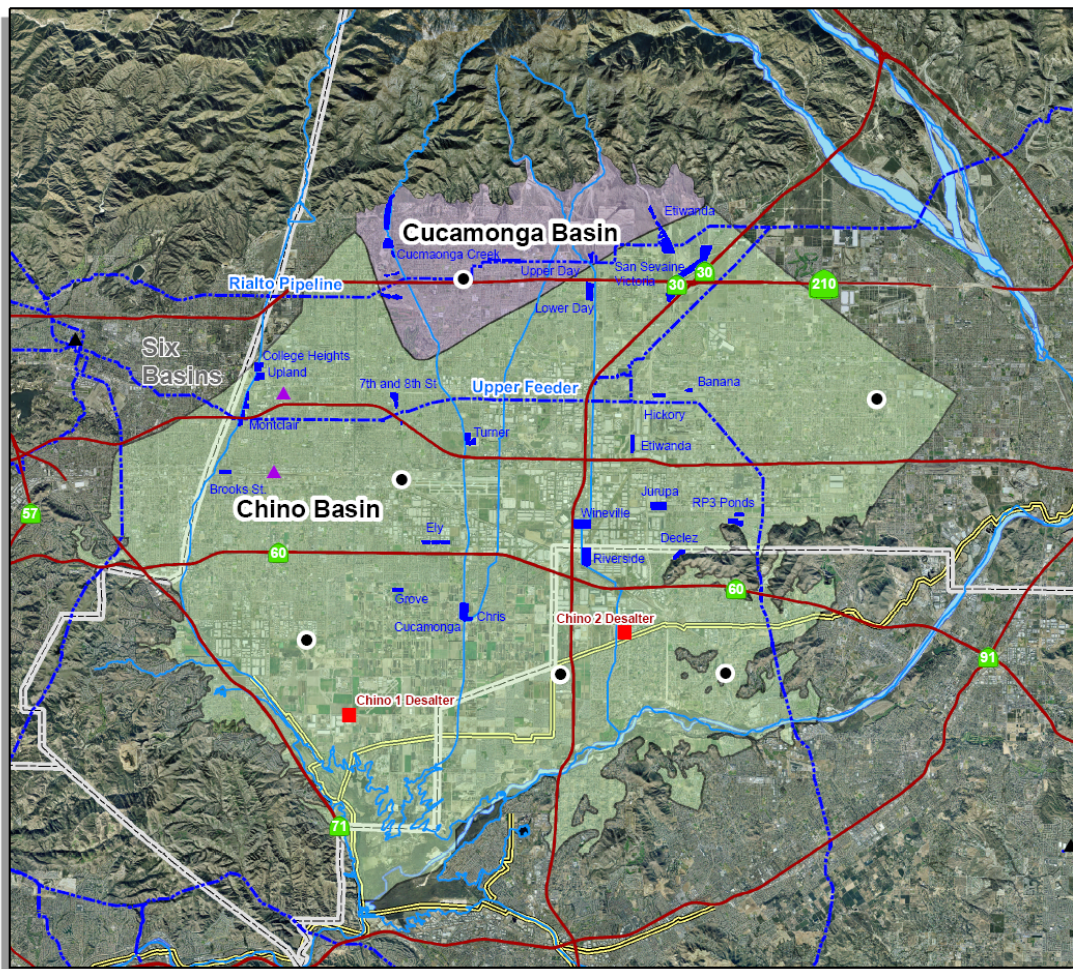 Etiwanda
Cucamonga Basin
Cucmaonga Creek
Upper Day
San Sevaine
30
Victoria
30
210
Rialto Pipeline
Lower Day
Six
Basins
College Heights
Upland
7th and 8th St.
Upper Feeder
Banana
Hickory
Montclair
Turner
Etiwanda
Brooks St.
Jurupa
RP3 Ponds
Chino Basin
Wineville
57
Ely
60
Riverside
Declez
60
Grove
Chris
Cucamonga
Chino 2 Desalter
91
Chino 1 Desalter
71